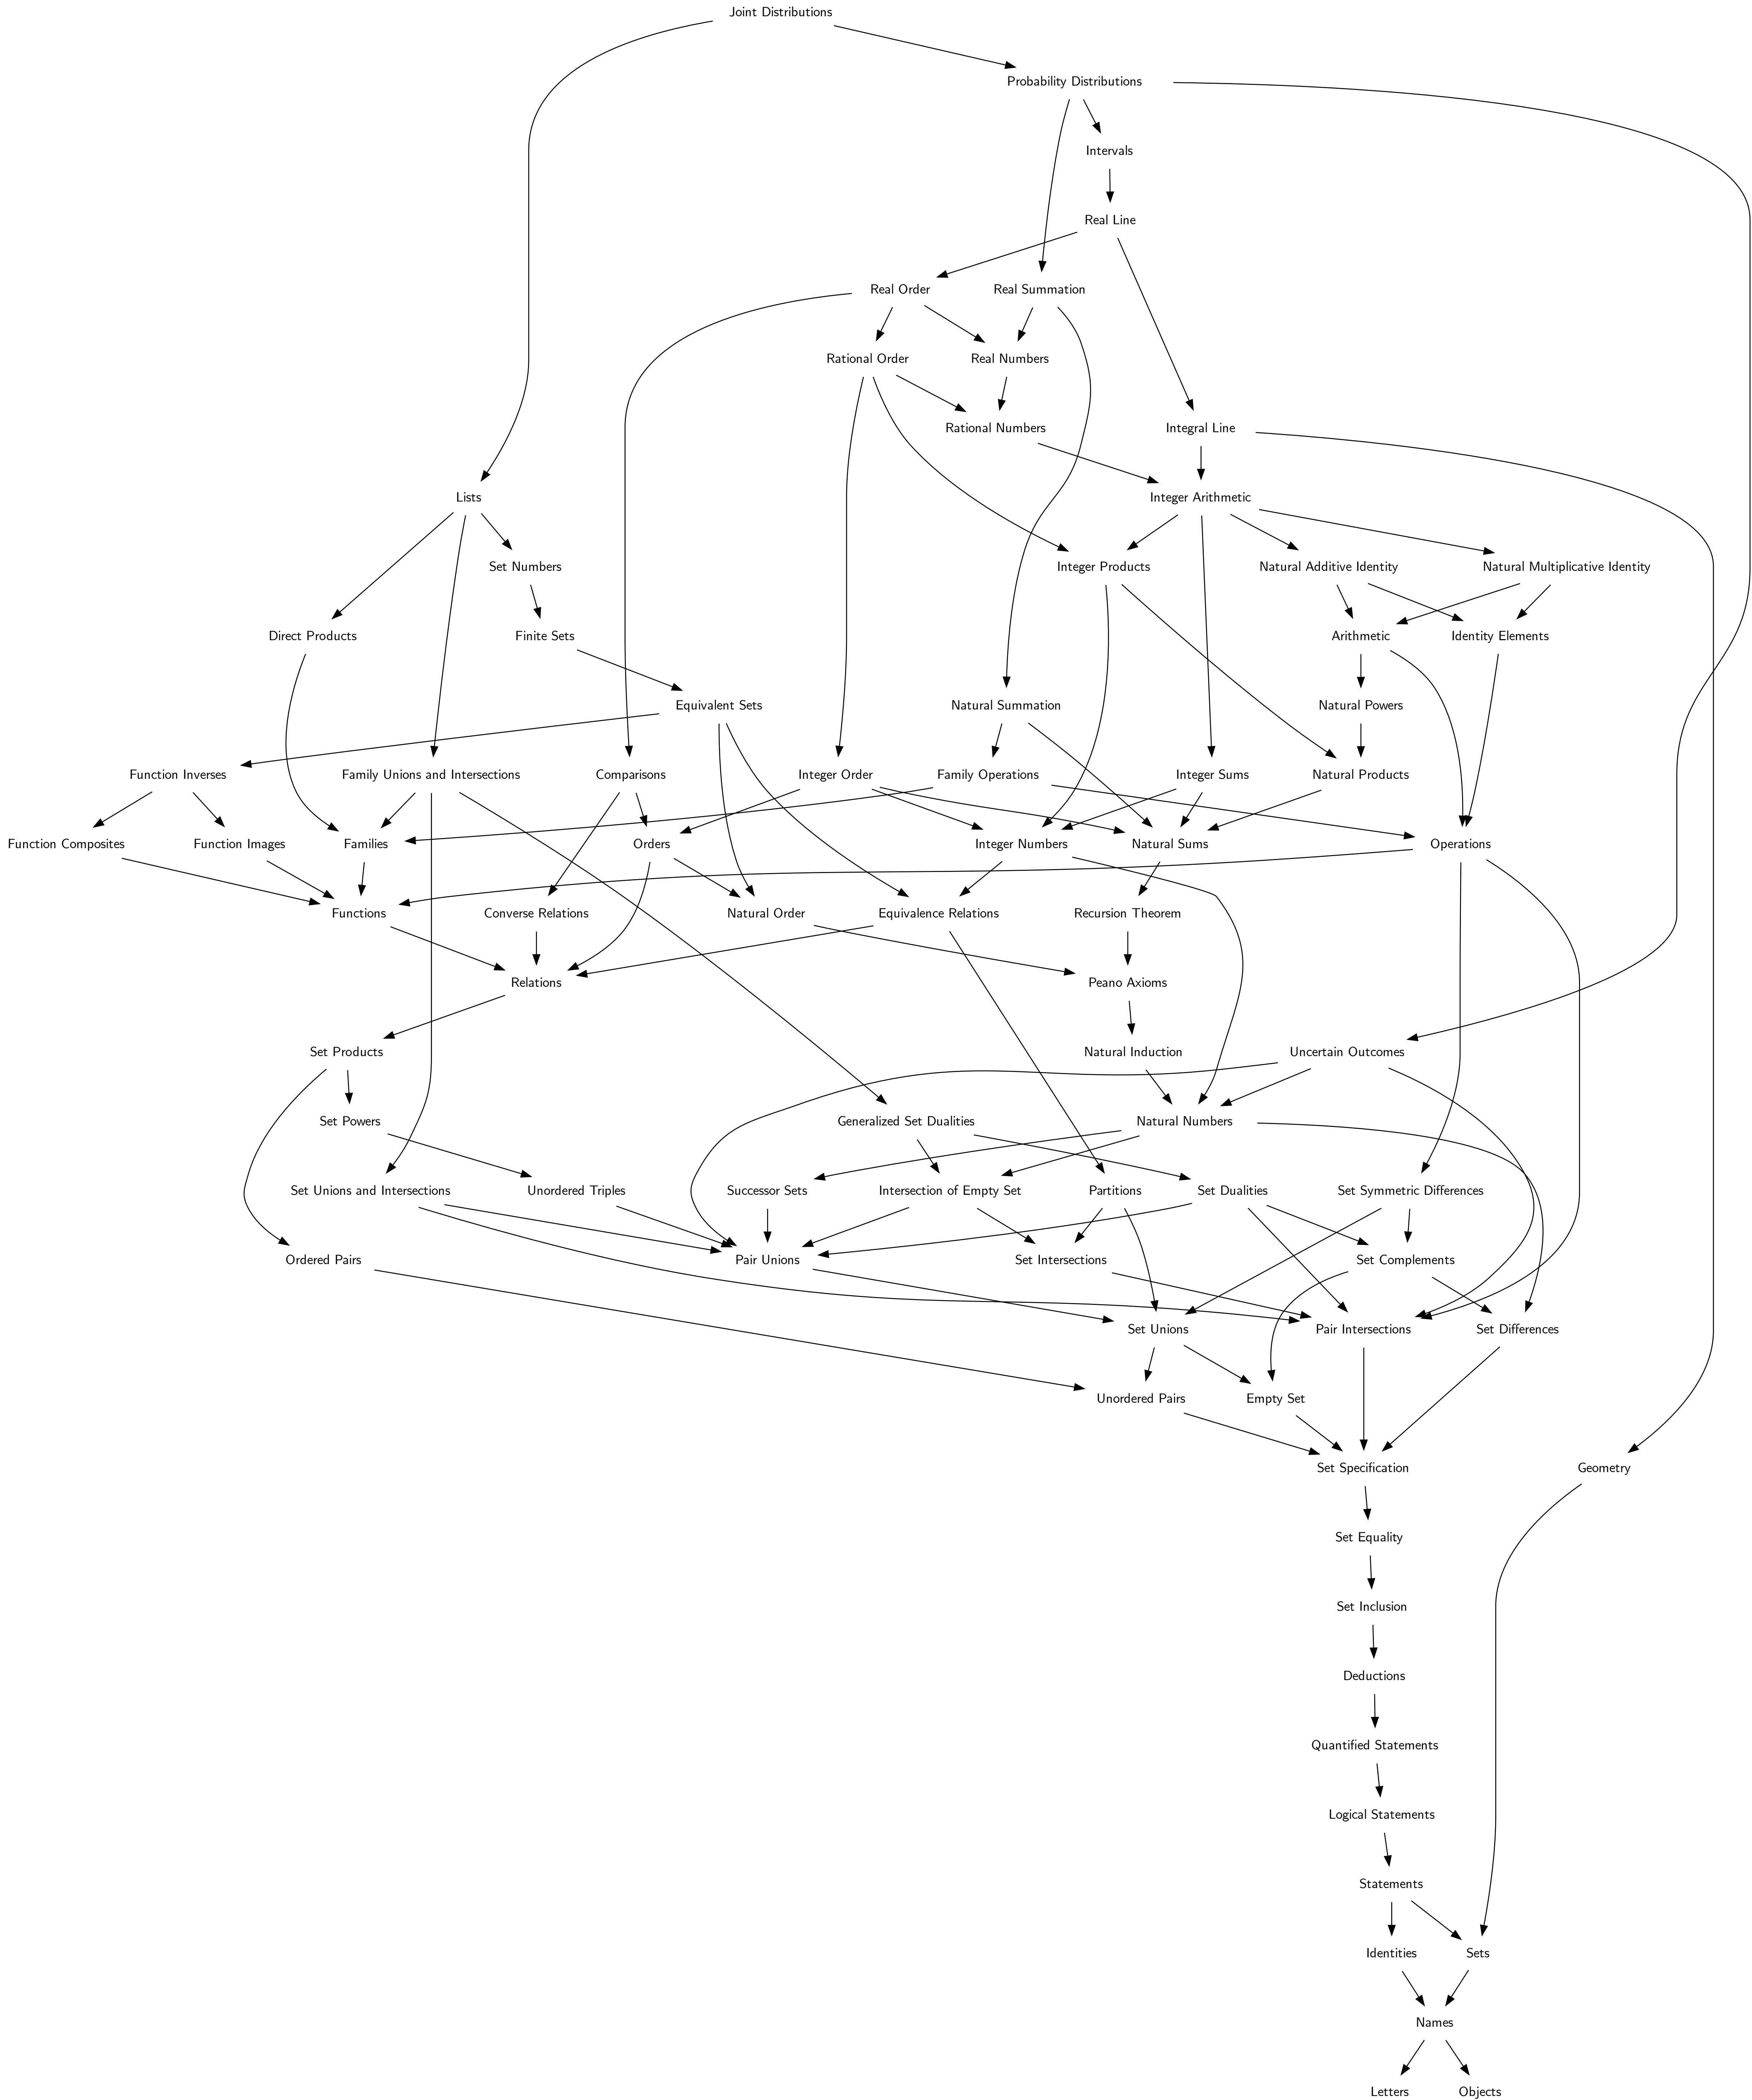 Joint Distributions
Probability Distributions
Intervals
Real Line
Real Order
Real Summation
Rational Order
Real Numbers
Rational Numbers
Integral Line
Lists
Integer Arithmetic
Set Numbers
Integer Products
Natural Additive Identity
Natural Multiplicative Identity
Direct Products
Finite Sets
Arithmetic
Identity Elements
Equivalent Sets
Natural Summation
Natural Powers
Function Inverses
Family Unions and Intersections
Comparisons
Integer Order
Family Operations
Integer Sums
Natural Products
Function Composites
Function Images
Families
Orders
Integer Numbers
Natural Sums
Operations
Functions
Converse Relations
Natural Order
Equivalence Relations
Recursion Theorem
Relations
Peano Axioms
Set Products
Natural Induction
Uncertain Outcomes
Set Powers
Generalized Set Dualities
Natural Numbers
Set Unions and Intersections
Unordered Triples
Successor Sets
Intersection of Empty Set
Partitions
Set Dualities
Set Symmetric Differences
Ordered Pairs
Pair Unions
Set Intersections
Set Complements
Set Unions
Pair Intersections
Set Differences
Unordered Pairs
Empty Set
Set Specification
Geometry
Set Equality
Set Inclusion
Deductions
Quantified Statements
Logical Statements
Statements
Identities
Sets
Names
Letters
Objects